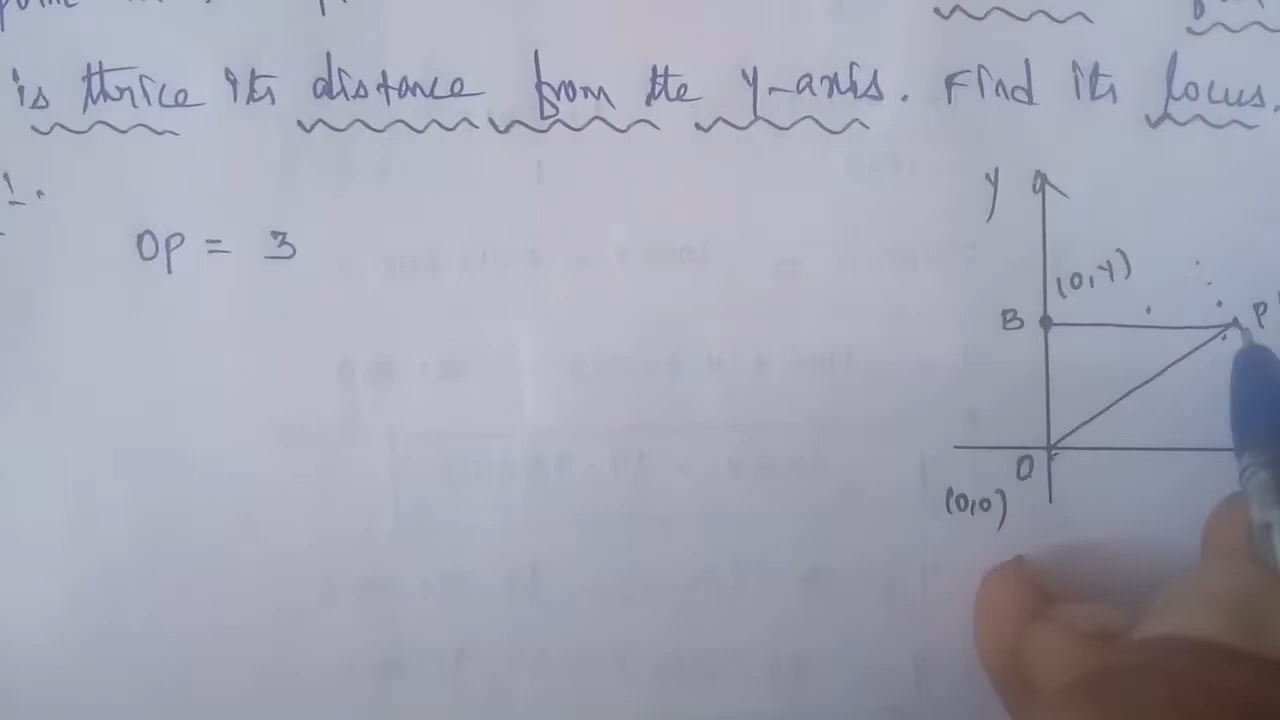 is thrice its distance from the y-axis. Find its locus.
OP = 3
y
(0,y)
B
P
O
(0,0)